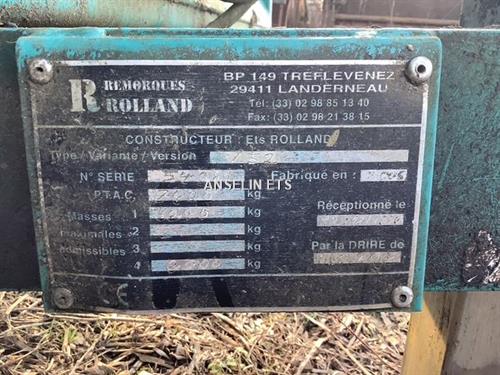 R REMORQUES
ROLLAND
BP 149 TREFLEVENEZ
29411 LANDERNEAU
Tél: (33) 02 98 85 13 40
Fax: (33) 02 98 21 38 15
CONSTRUCTEUR : Ets ROLLAND
Type / Variante / Version
N° SERIE Fabriqué en :
ANSELIN ETS
P.T.A.C. kg Réceptionné le
Masses 1 kg
maximales 2 kg
admissibles 3 kg Par la DRIRE de
4 kg
CE